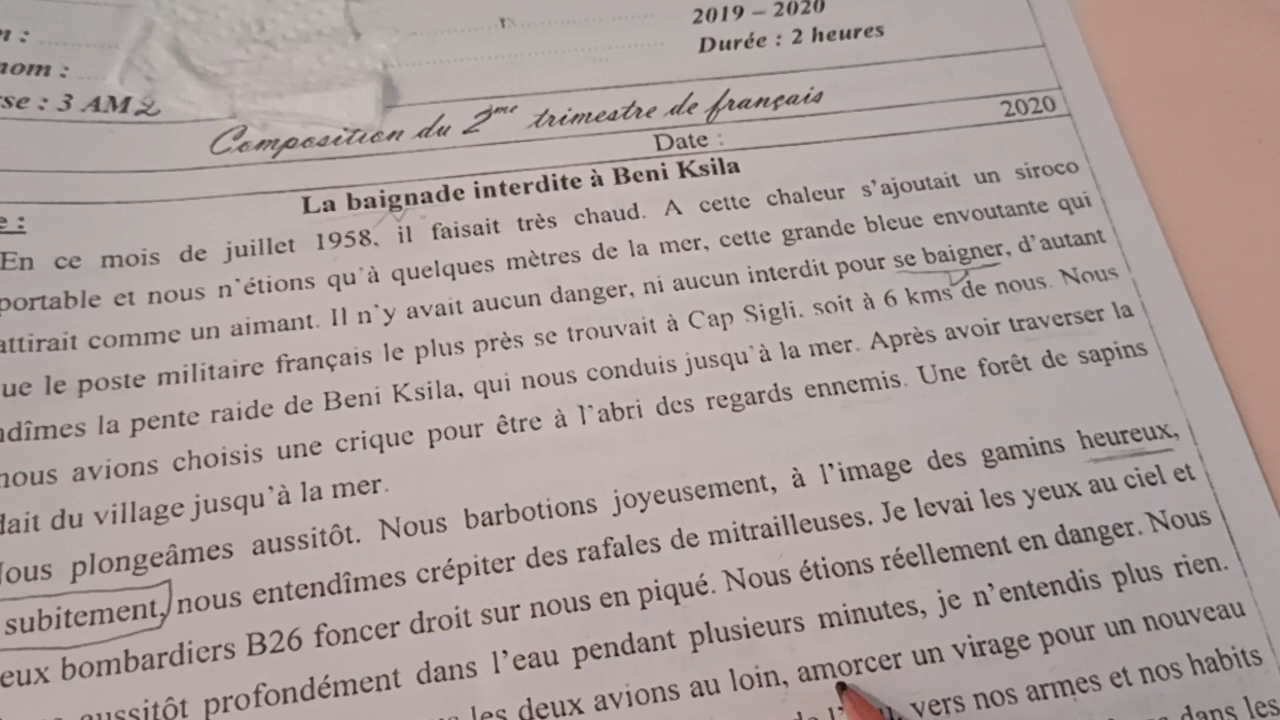 2019 – 2020
Durée : 2 heures
: 3 AM2
Composition du 2ème trimestre de français
Date : 2020
La baignade interdite à Beni Ksila
En ce mois de juillet 1958, il faisait très chaud. A cette chaleur s'ajoutait un siroco
portable et nous n'étions qu'à quelques mètres de la mer, cette grande bleue envoutante qui
attirait comme un aimant. Il n'y avait aucun danger, ni aucun interdit pour se baigner, d'autant
ue le poste militaire français le plus près se trouvait à Cap Sigli. soit à 6 kms de nous. Nous
dîmes la pente raide de Beni Ksila, qui nous conduis jusqu'à la mer. Après avoir traverser la
nous avions choisis une crique pour être à l'abri des regards ennemis. Une forêt de sapins
dait du village jusqu'à la mer.
Nous plongeâmes aussitôt. Nous barbotions joyeusement, à l'image des gamins heureux,
subitement, nous entendîmes crépiter des rafales de mitrailleuses. Je levai les yeux au ciel et
eux bombardiers B26 foncer droit sur nous en piqué. Nous étions réellement en danger. Nous
aussitôt profondément dans l'eau pendant plusieurs minutes, je n'entendis plus rien.
les deux avions au loin, amorcer un virage pour un nouveau
vers nos armes et nos habits
dans les